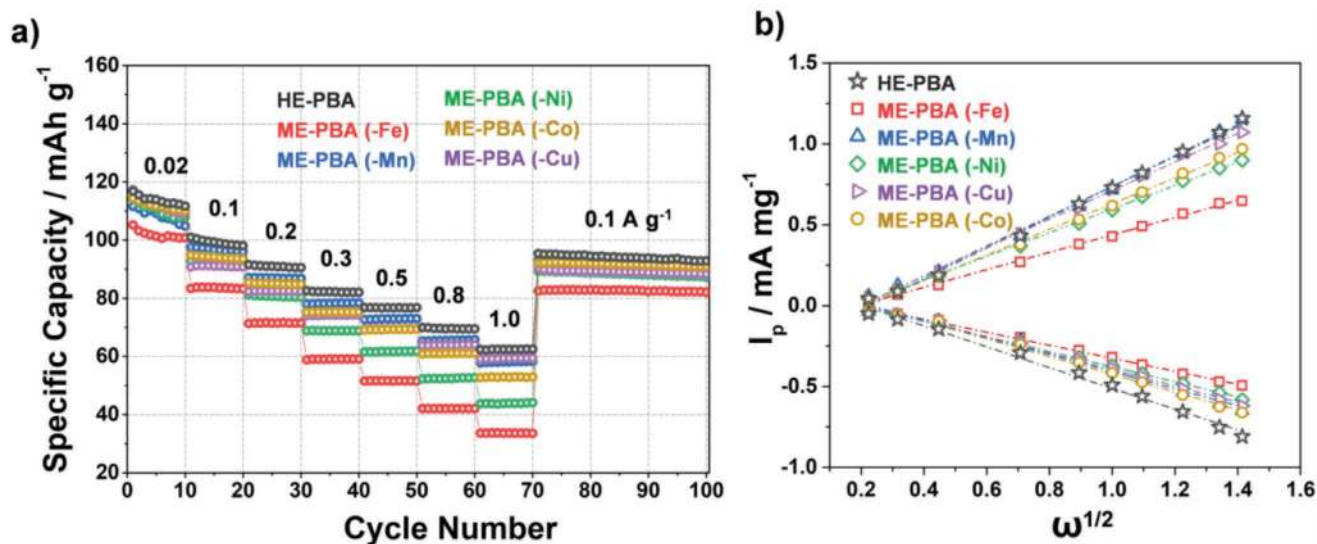 a)
Specific Capacity / mAh g⁻¹
160
140
120
100
80
60
40
20
HE-PBA
ME-PBA (-Fe)
ME-PBA (-Mn)
ME-PBA (-Ni)
ME-PBA (-Co)
ME-PBA (-Cu)
0.02
0.1
0.2
0.3
0.5
0.8
1.0
0.1 A g⁻¹
0 10 20 30 40 50 60 70 80 90 100
Cycle Number
b)
Iₚ / mA mg⁻¹
1.5
1.0
0.5
0.0
-0.5
-1.0
HE-PBA
ME-PBA (-Fe)
ME-PBA (-Mn)
ME-PBA (-Ni)
ME-PBA (-Cu)
ME-PBA (-Co)
0.2 0.4 0.6 0.8 1.0 1.2 1.4 1.6
ω¹/²